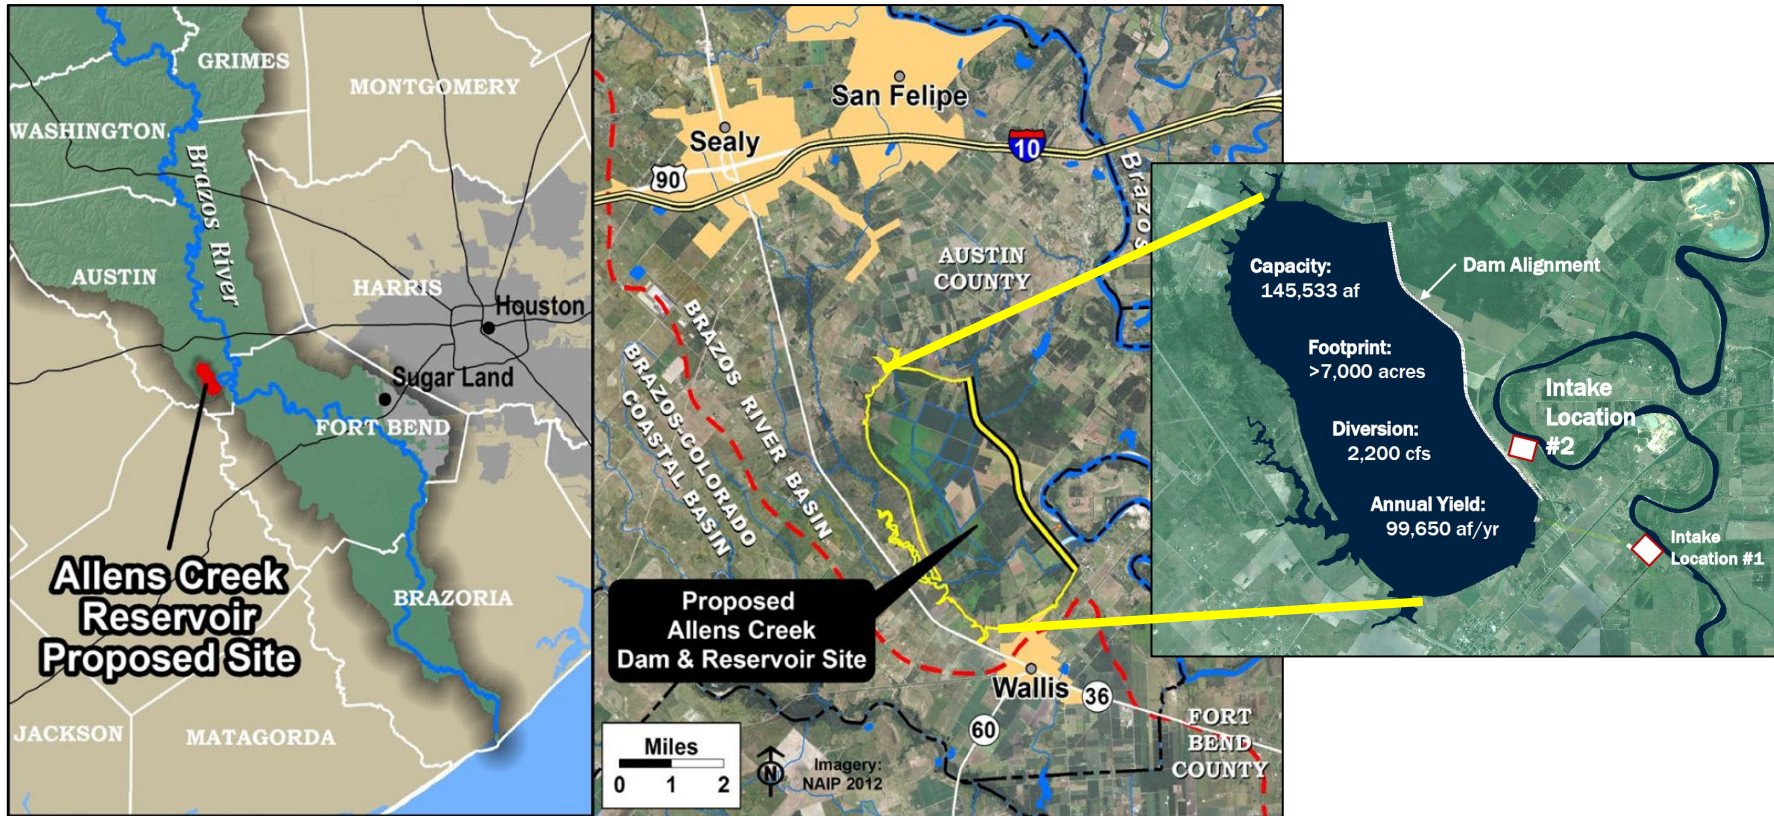 GRIMES
MONTGOMERY
WASHINGTON
Brazos River
AUSTIN
HARRIS
Houston
Sugar Land
FORT BEND
Allens Creek
Reservoir
Proposed Site
BRAZORIA
JACKSON
MATAGORDA
San Felipe
Sealy
10
90
Brazos
AUSTIN
COUNTY
BRAZOS RIVER BASIN
BRAZOS-COLORADO
COASTAL BASIN
Proposed
Allens Creek
Dam & Reservoir Site
Wallis
36
60
FORT
BEND
COUNTY
Miles
0 1 2
N
Imagery:
NAIP 2012
Capacity:
145,533 af
Dam Alignment
Footprint:
>7,000 acres
Intake
Location
#2
Diversion:
2,200 cfs
Annual Yield:
99,650 af/yr
Intake
Location #1